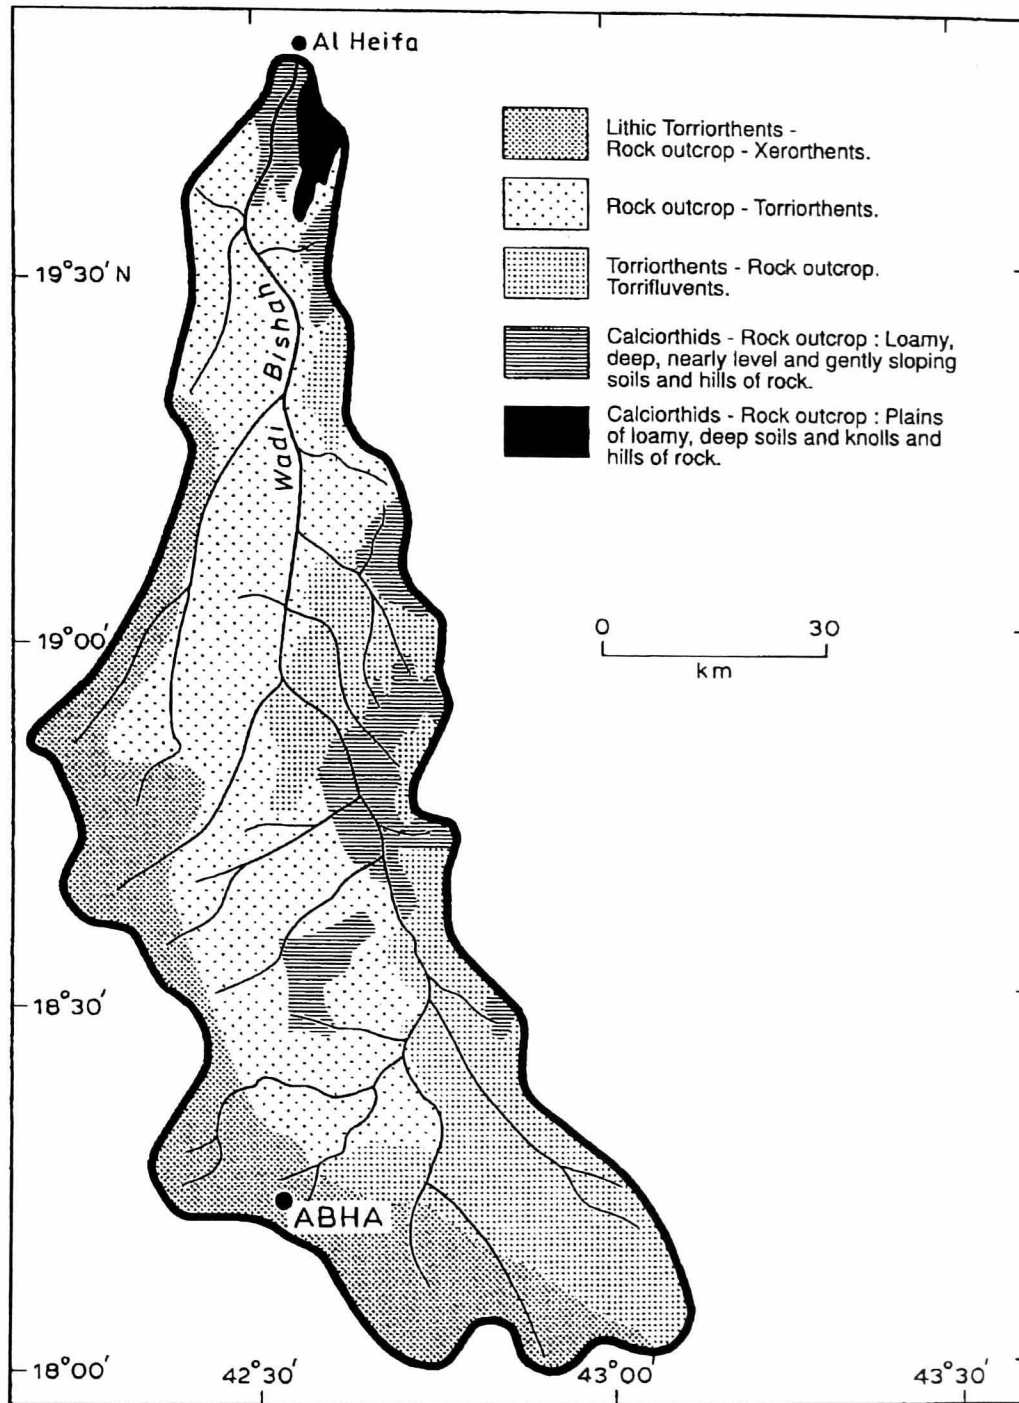 Al Heifa
Lithic Torriorthents -
Rock outcrop - Xerorthents.
Rock outcrop - Torriorthents.
Torriorthents - Rock outcrop.
Torrifluvents.
Calciorthids - Rock outcrop : Loamy,
deep, nearly level and gently sloping
soils and hills of rock.
Calciorthids - Rock outcrop : Plains
of loamy, deep soils and knolls and
hills of rock.
19°30′N
Wadi Bishah
19°00′
0 30
km
18°30′
ABHA
18°00′
42°30′
43°00′
43°30′